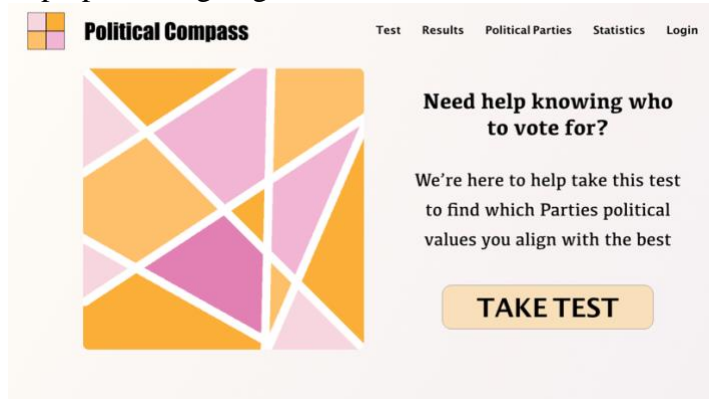 Political Compass
Test Results Political Parties Statistics Login
Need help knowing who
to vote for?
We're here to help take this test
to find which Parties political
values you align with the best
TAKE TEST